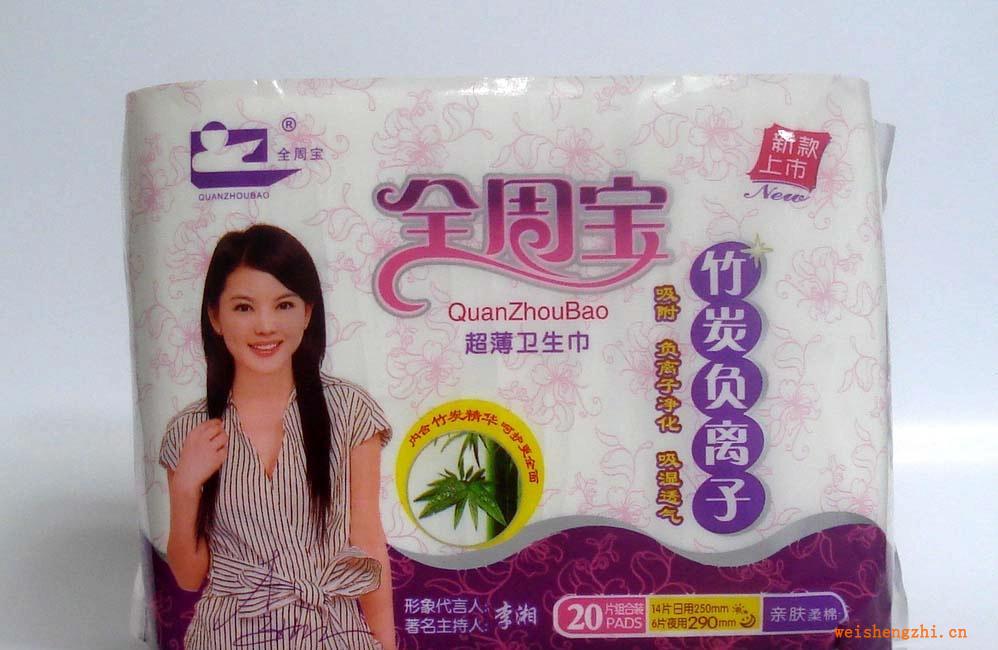 ®
全周宝
QUANZHOUBAO
新款
上市
New
全周宝
QuanZhouBao
超薄卫生巾
竹炭负离子
吸附 负离子净化 吸湿透气
内含竹炭精华 呵护更全面
形象代言人:
著名主持人:
李湘
20片组合装
PADS
14片日用250mm
6片夜用290mm
亲肤柔棉
weishengzhi.cn